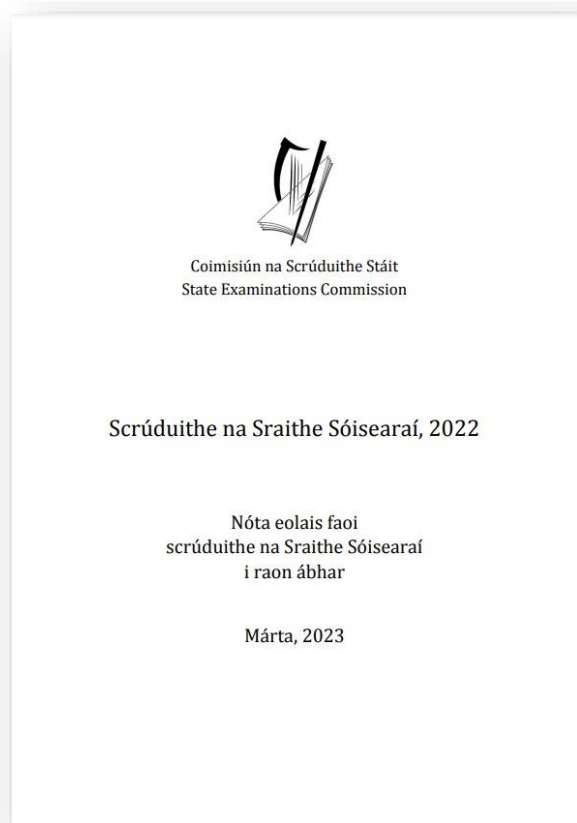 Coimisiún na Scrúduithe Stáit
State Examinations Commission
Scrúduithe na Sraithe Sóisearaí, 2022
Nóta eolais faoi
scrúduithe na Sraithe Sóisearaí
i raon ábhar
Márta, 2023